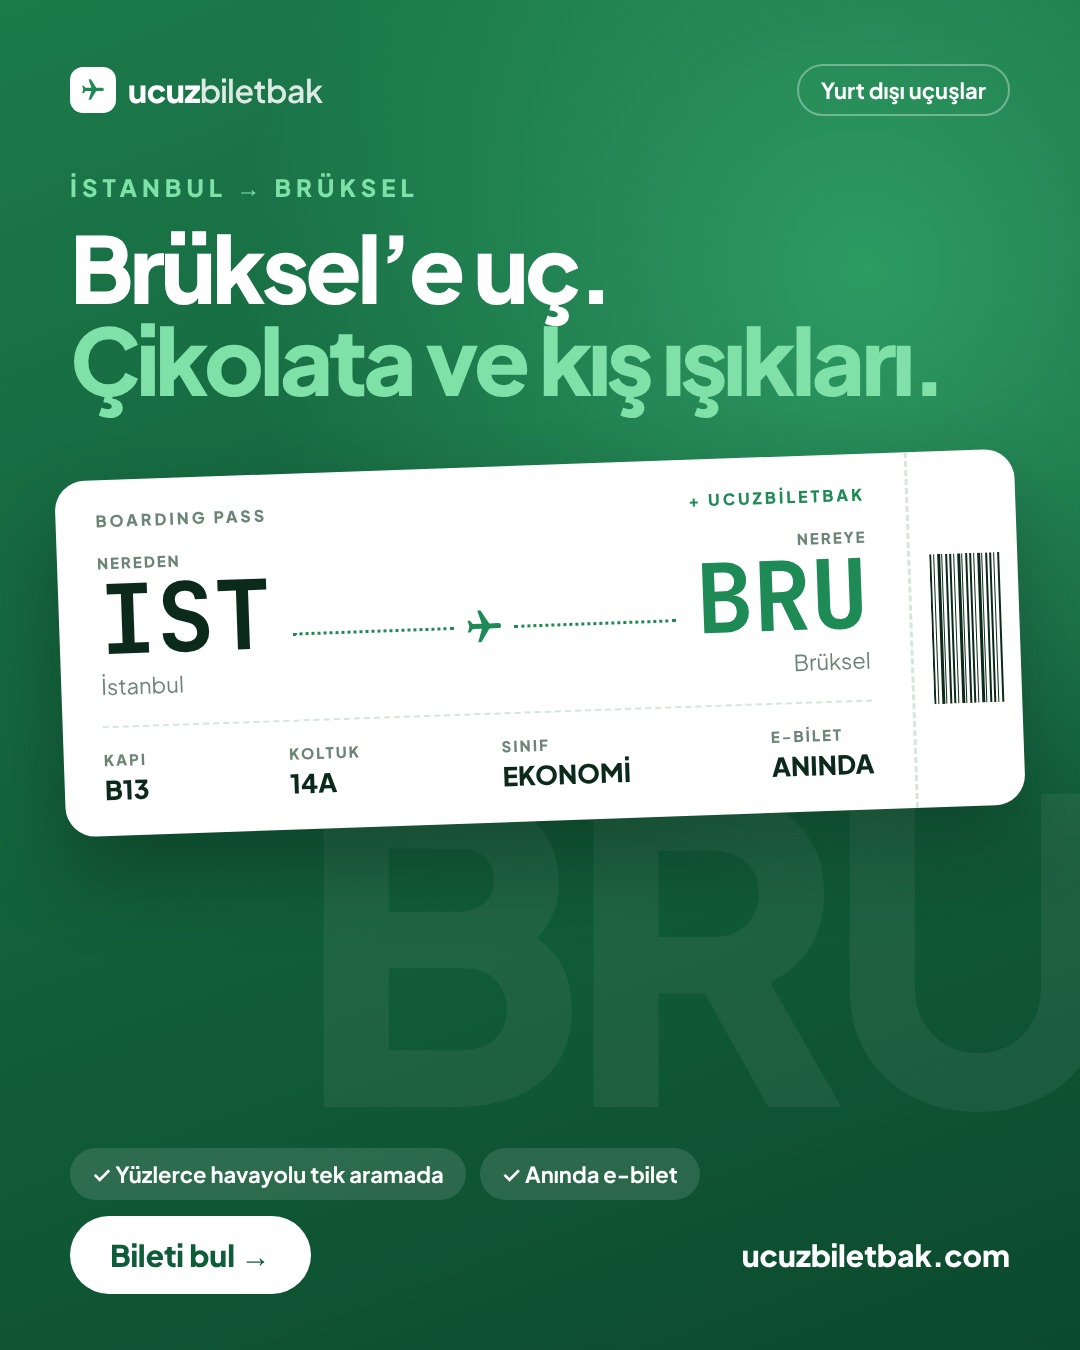 ucuzbiletbak
Yurt dışı uçuşlar
İSTANBUL → BRÜKSEL
Brüksel’e uç.
Çikolata ve kış ışıkları.
BOARDING PASS
+ UCUZBİLETBAK
NEREDEN
NEREYE
IST
BRU
İstanbul
Brüksel
KAPI
KOLTUK
SINIF
E-BİLET
B13
14A
EKONOMİ
ANINDA
BRU
✓ Yüzlerce havayolu tek aramada
✓ Anında e-bilet
Bileti bul →
ucuzbiletbak.com